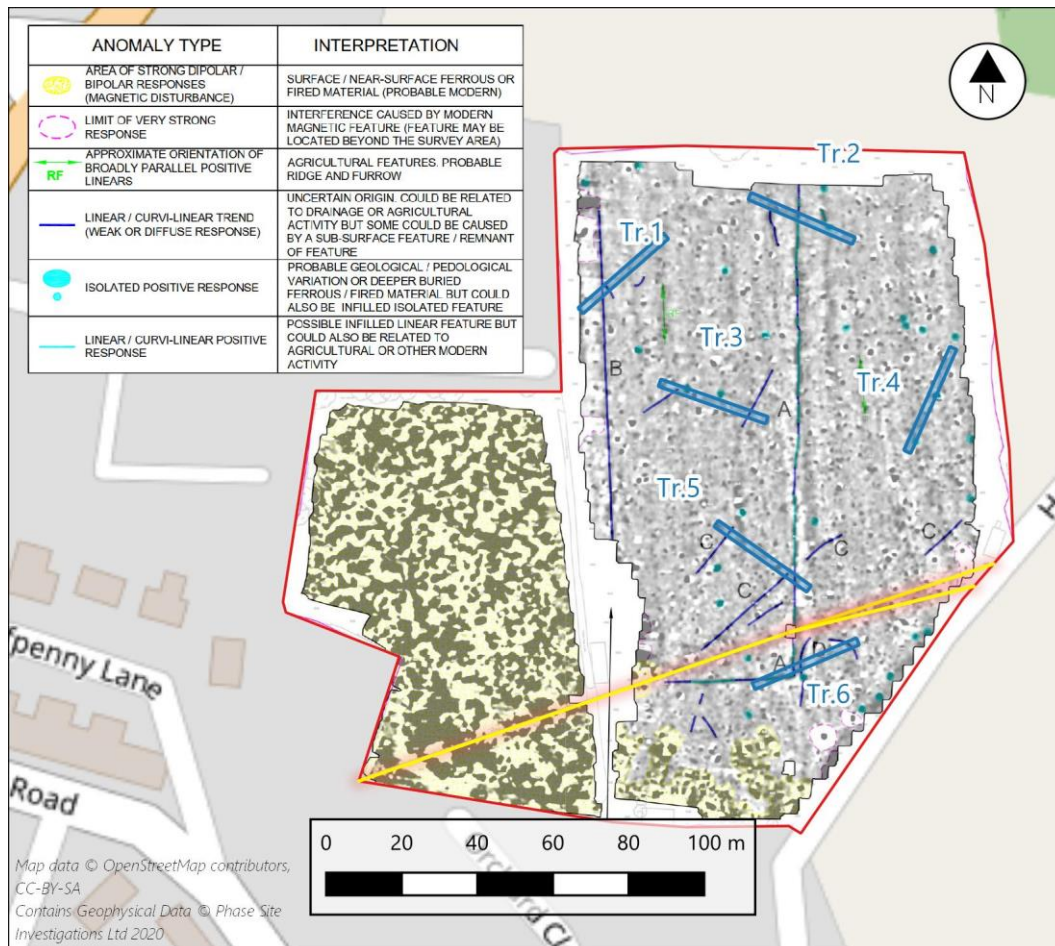 ANOMALY TYPE
INTERPRETATION
AREA OF STRONG DIPOLAR /
BIPOLAR RESPONSES
(MAGNETIC DISTURBANCE)
SURFACE / NEAR-SURFACE FERROUS OR
FIRED MATERIAL (PROBABLE MODERN)
LIMIT OF VERY STRONG
RESPONSE
INTERFERENCE CAUSED BY MODERN
MAGNETIC FEATURE (FEATURE MAY BE
LOCATED BEYOND THE SURVEY AREA)
RF
APPROXIMATE ORIENTATION OF
BROADLY PARALLEL POSITIVE
LINEARS
AGRICULTURAL FEATURES. PROBABLE
RIDGE AND FURROW
LINEAR / CURVI-LINEAR TREND
(WEAK OR DIFFUSE RESPONSE)
UNCERTAIN ORIGIN. COULD BE RELATED
TO DRAINAGE OR AGRICULTURAL
ACTIVITY BUT SOME COULD BE CAUSED
BY A SUB-SURFACE FEATURE / REMNANT
OF FEATURE
ISOLATED POSITIVE RESPONSE
PROBABLE GEOLOGICAL / PEDOLOGICAL
VARIATION OR DEEPER BURIED
FERROUS / FIRED MATERIAL BUT COULD
ALSO BE INFILLED ISOLATED FEATURE
LINEAR / CURVI-LINEAR POSITIVE
RESPONSE
POSSIBLE INFILLED LINEAR FEATURE BUT
COULD ALSO BE RELATED TO
AGRICULTURAL OR OTHER MODERN
ACTIVITY
N
Tr.2
Tr.1
Tr.3
B
Tr.4
A
Tr.5
C
C
C
C
H
D
A
Tr.6
fpenny Lane
Road
Orchard Cl
0 20 40 60 80 100 m
Map data © OpenStreetMap contributors,
CC-BY-SA
Contains Geophysical Data © Phase Site
Investigations Ltd 2020